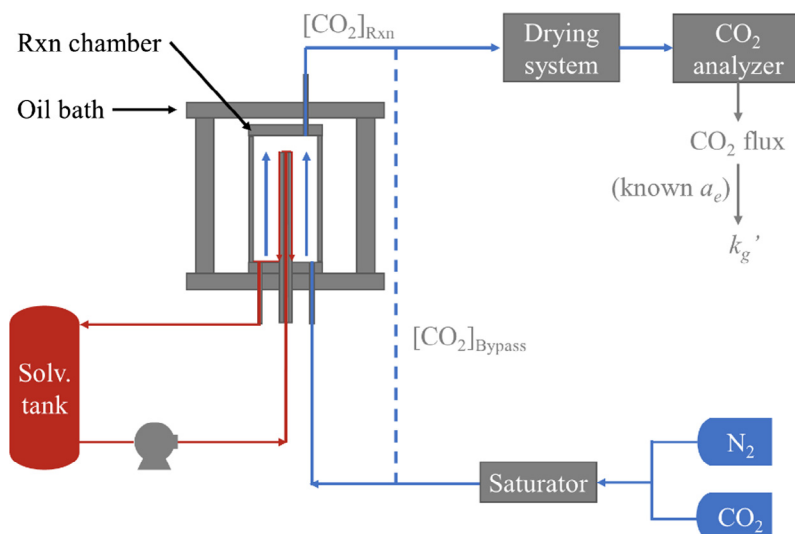 [CO₂]Rxn
Rxn chamber
Drying
system
CO₂
analyzer
Oil bath
CO₂ flux
(known aₑ)
kg’
[CO₂]Bypass
Solv.
tank
N₂
Saturator
CO₂